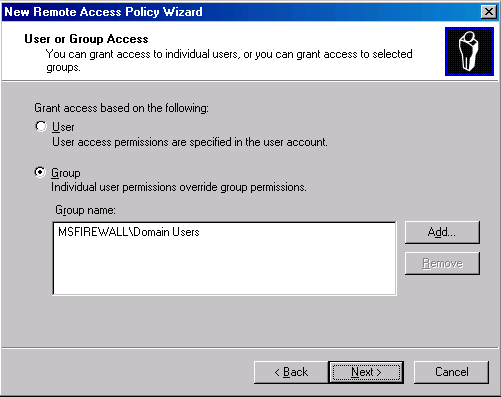 New Remote Access Policy Wizard
User or Group Access
You can grant access to individual users, or you can grant access to selected
groups.
Grant access based on the following:
User
User access permissions are specified in the user account.
Group
Individual user permissions override group permissions.
Group name:
MSFIREWALL\Domain Users
Add...
Remove
< Back
Next >
Cancel